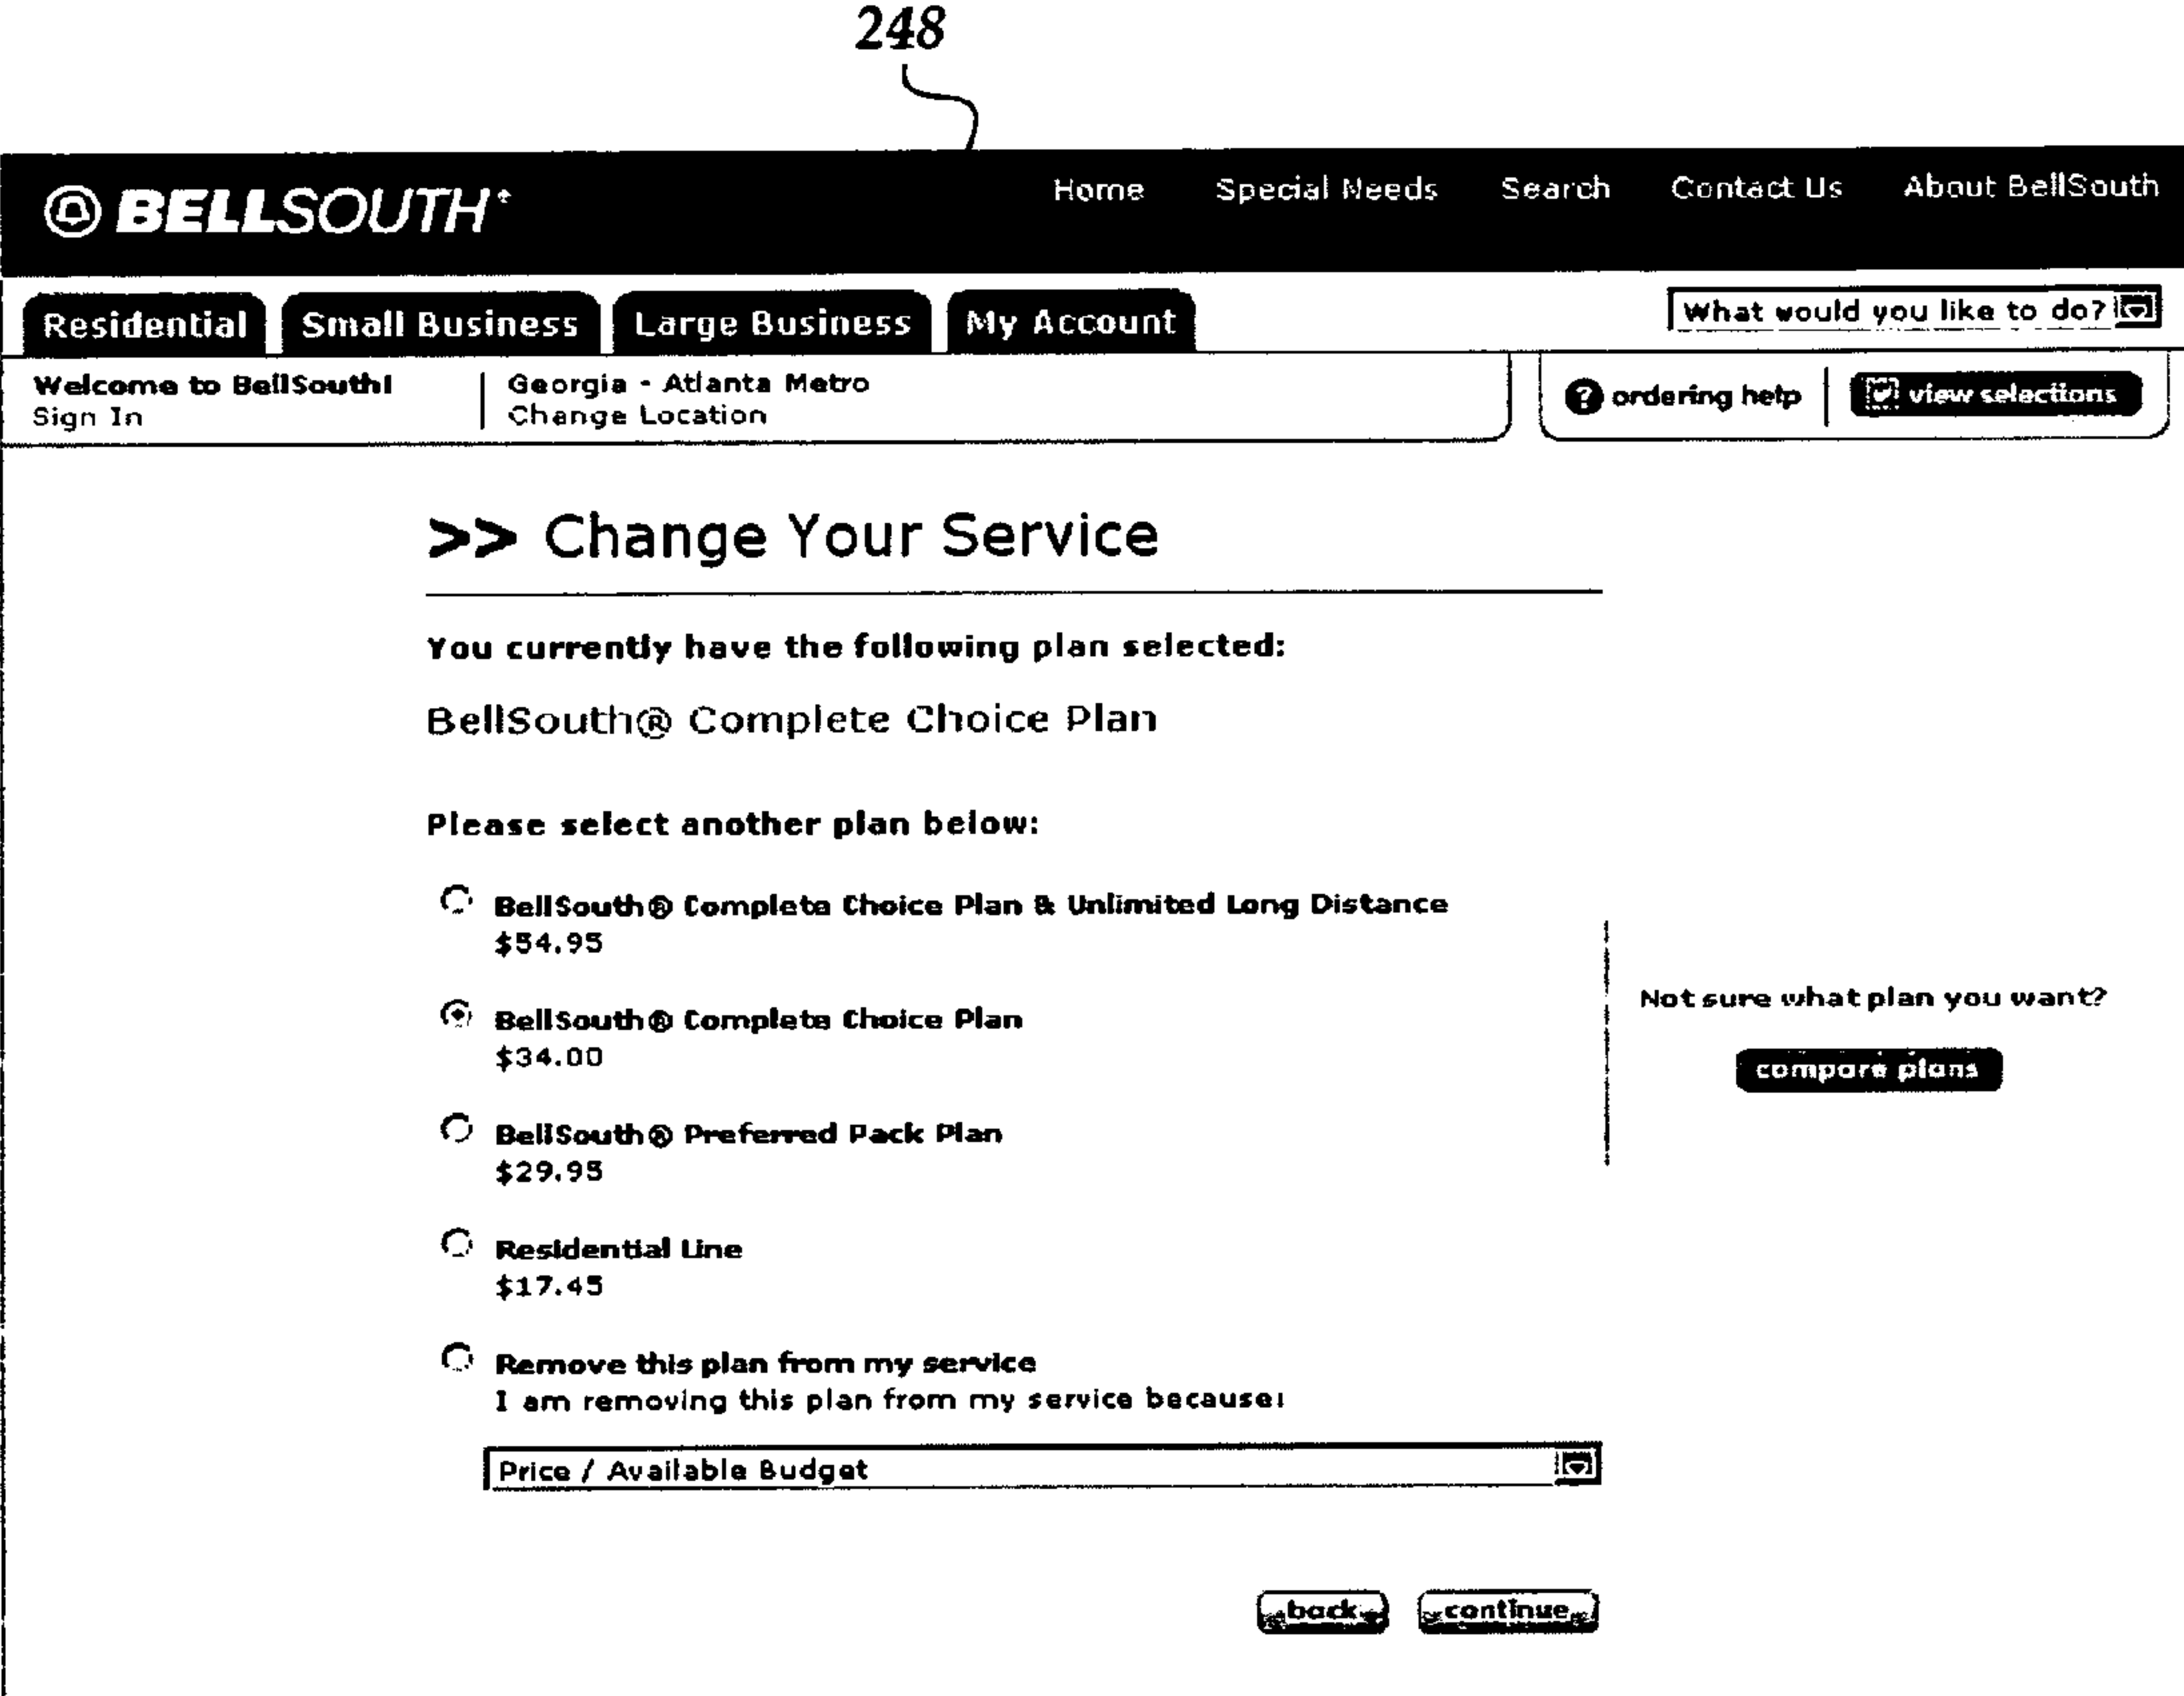 248
BELLSOUTH
Home Special Needs Search Contact Us About BellSouth
Residential Small Business Large Business My Account What would you like to do?
Welcome to BellSouth! Georgia - Atlanta Metro ? ordering help view selections
Sign In Change Location
>> Change Your Service
You currently have the following plan selected:
BellSouth® Complete Choice Plan
Please select another plan below:
BellSouth® Complete Choice Plan & Unlimited Long Distance
$54.95
BellSouth® Complete Choice Plan
$34.00
BellSouth® Preferred Pack Plan
$29.95
Residential Line
$17.45
Remove this plan from my service
I am removing this plan from my service because:
Price / Available Budget
Not sure what plan you want?
compare plans
back continue